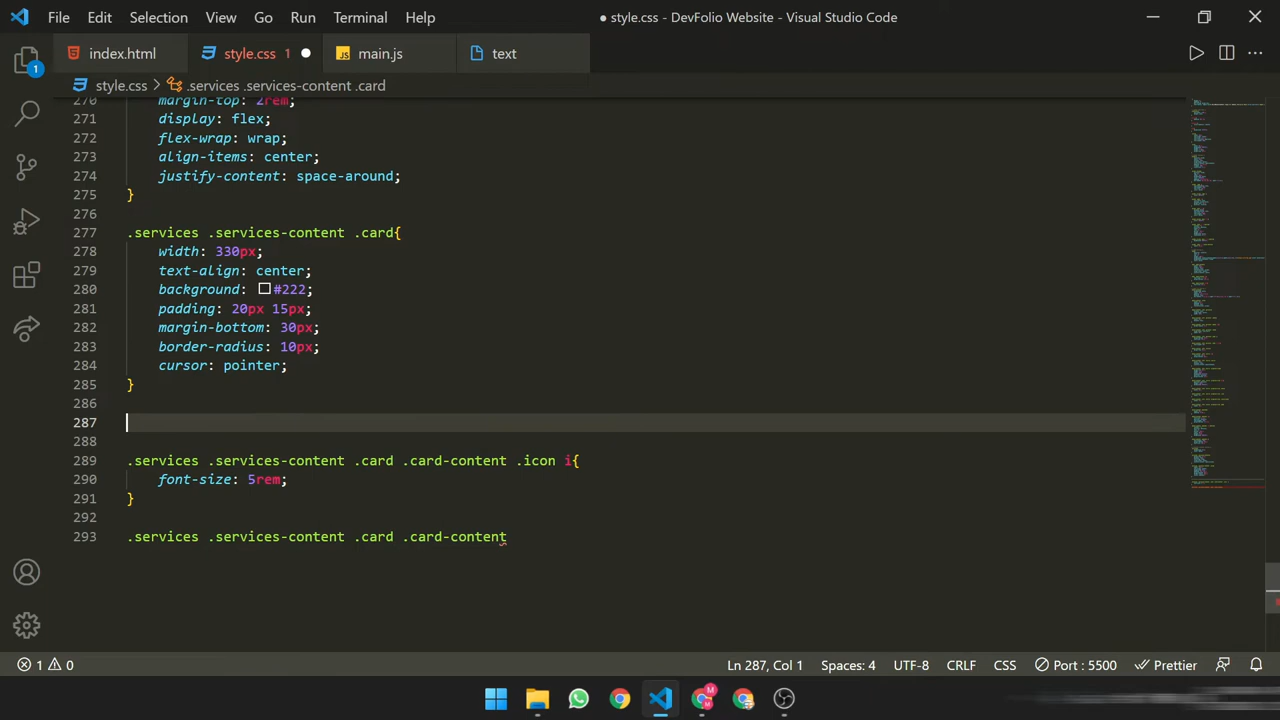 File Edit Selection View Go Run Terminal Help
● style.css - DevFolio Website - Visual Studio Code
index.html
style.css 1
JS main.js
text
style.css > .services .services-content .card
270 margin-top: 2rem;
271 display: flex;
272 flex-wrap: wrap;
273 align-items: center;
274 justify-content: space-around;
275 }
276
277 .services .services-content .card{
278 width: 330px;
279 text-align: center;
280 background: #222;
281 padding: 20px 15px;
282 margin-bottom: 30px;
283 border-radius: 10px;
284 cursor: pointer;
285 }
286
287
288
289 .services .services-content .card .card-content .icon i{
290 font-size: 5rem;
291 }
292
293 .services .services-content .card .card-content
1
1 0
Ln 287, Col 1 Spaces: 4 UTF-8 CRLF CSS Port : 5500 Prettier
M